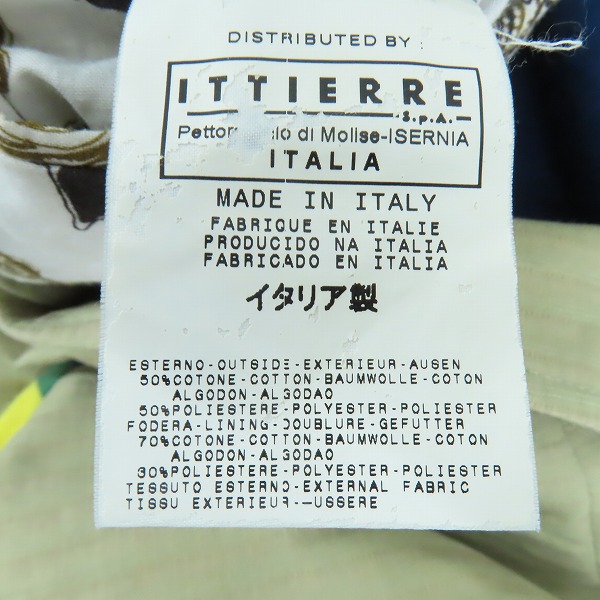 DISTRIBUTED BY :
ITTIERRE
S.p.A.
di Molise-ISERNIA
ITALIA
MADE IN ITALY
FABRIQUE EN ITALIE
PRODUCIDO NA ITALIA
FABRICADO EN ITALIA
イタリア製
ESTERNO-OUTSIDE-EXTERIEUR-AUSEN
50%COTONE-COTTON-BAUMWOLLE-COTON
ALGODON-ALGODAO
50%POLIESTERE-POLYESTER-POLIESTER
FODERA-LINING-DOUBLURE-GEFUTTER
70%COTONE-COTTON-BAUMWOLLE-COTON
ALGODON-ALGODAO
30%POLIESTERE-POLYESTER-POLIESTER
TESSUTO ESTERNO-EXTERNAL FABRIC
TISSU EXTERIEUR--USSERE